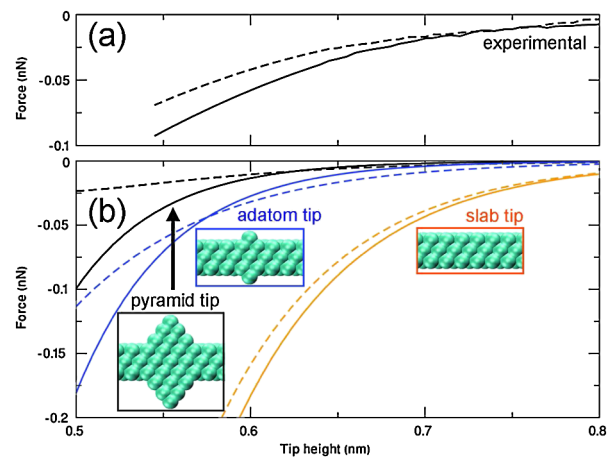 (a)
experimental
Force (nN)
0
-0.05
-0.1
(b)
adatom tip
slab tip
pyramid tip
Force (nN)
0
-0.05
-0.1
-0.15
-0.2
0.5 0.6 0.7 0.8
Tip height (nm)